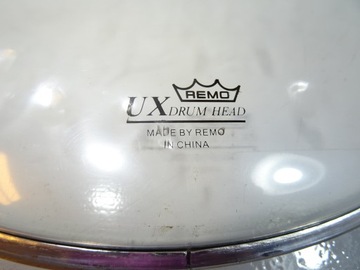 REMO
UX DRUM HEAD
MADE BY REMO
IN CHINA